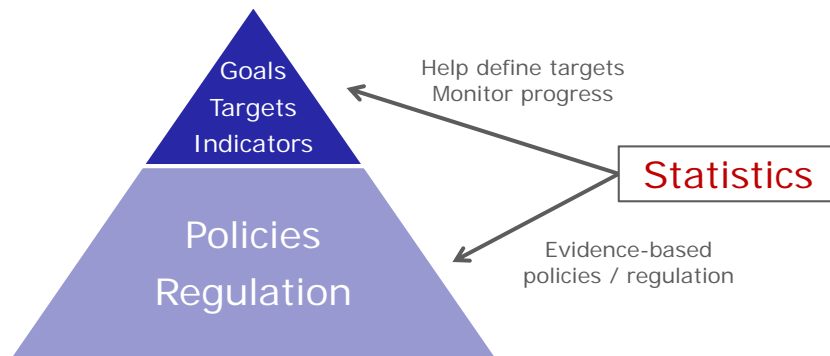 Goals
Targets
Indicators
Help define targets
Monitor progress
Statistics
Policies
Regulation
Evidence-based
policies / regulation